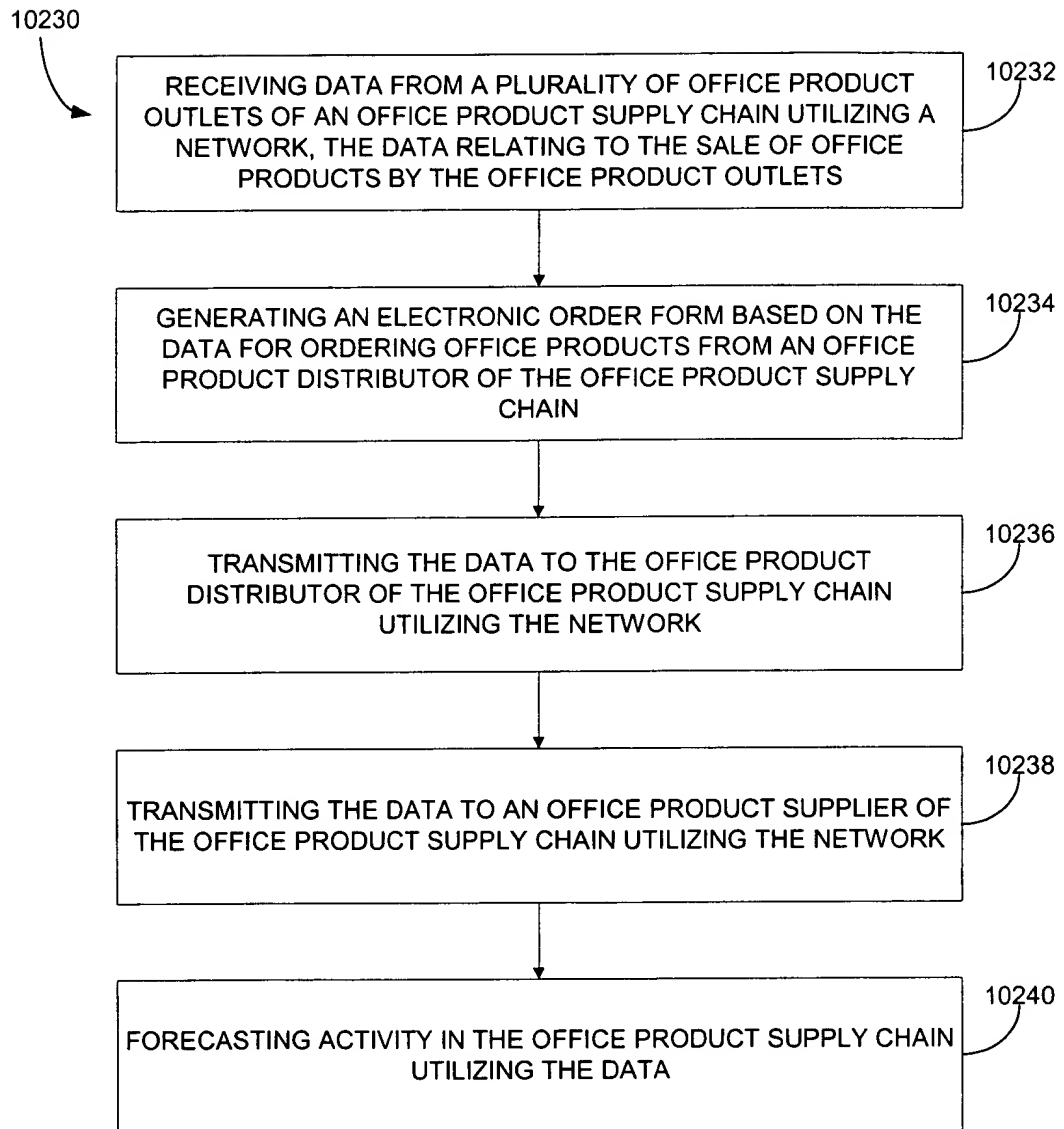 10230
10232
RECEIVING DATA FROM A PLURALITY OF OFFICE PRODUCT
OUTLETS OF AN OFFICE PRODUCT SUPPLY CHAIN UTILIZING A
NETWORK, THE DATA RELATING TO THE SALE OF OFFICE
PRODUCTS BY THE OFFICE PRODUCT OUTLETS
10234
GENERATING AN ELECTRONIC ORDER FORM BASED ON THE
DATA FOR ORDERING OFFICE PRODUCTS FROM AN OFFICE
PRODUCT DISTRIBUTOR OF THE OFFICE PRODUCT SUPPLY
CHAIN
10236
TRANSMITTING THE DATA TO THE OFFICE PRODUCT
DISTRIBUTOR OF THE OFFICE PRODUCT SUPPLY CHAIN
UTILIZING THE NETWORK
10238
TRANSMITTING THE DATA TO AN OFFICE PRODUCT SUPPLIER OF
THE OFFICE PRODUCT SUPPLY CHAIN UTILIZING THE NETWORK
10240
FORECASTING ACTIVITY IN THE OFFICE PRODUCT SUPPLY CHAIN
UTILIZING THE DATA